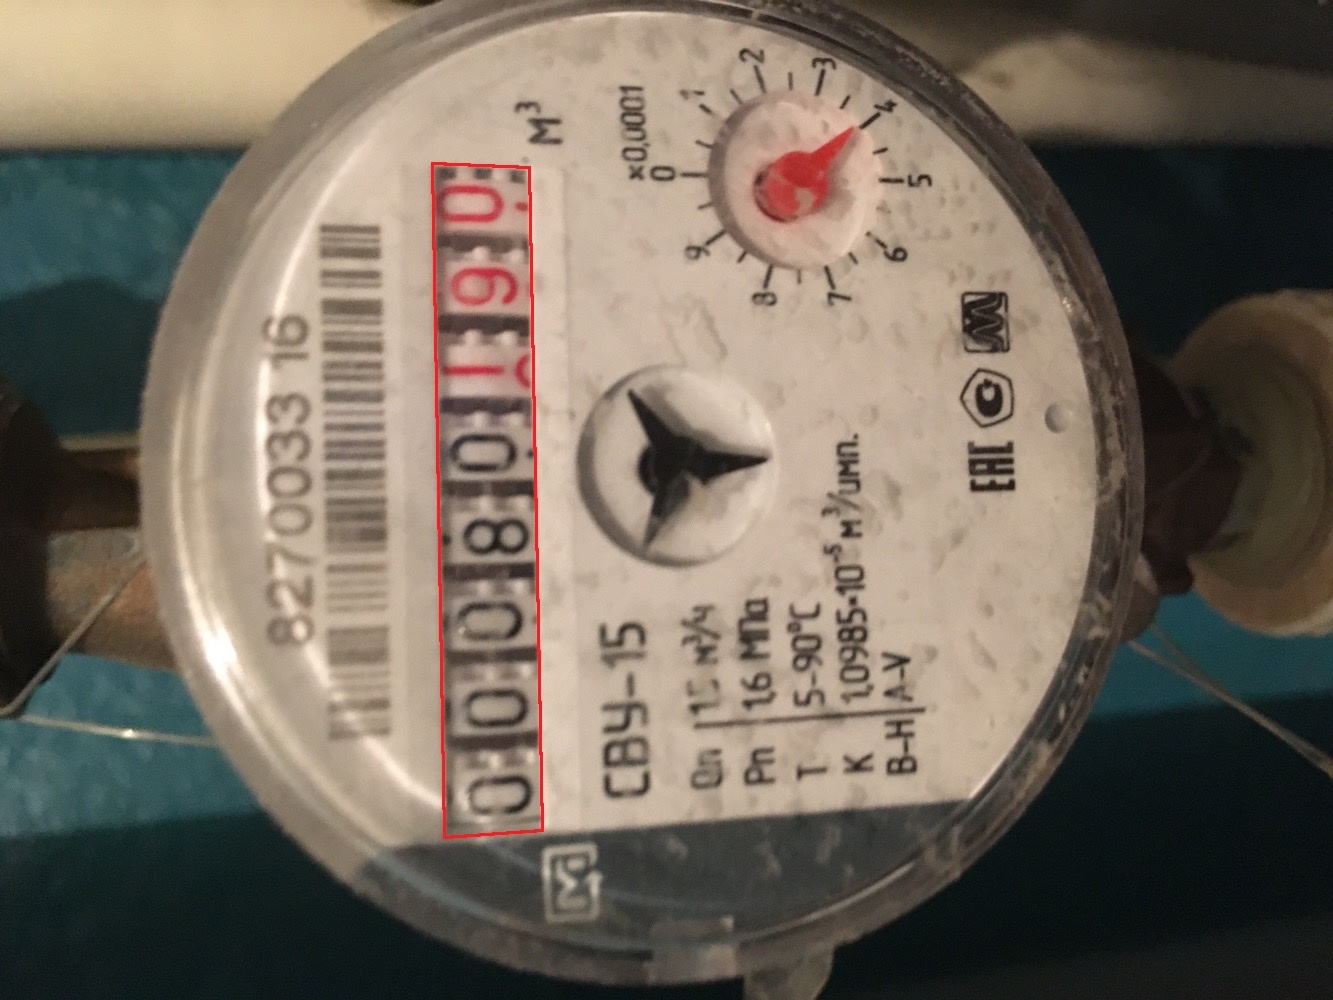 8270033 16
00080190
м³
×0,0001
0 1 2 3 4 5 6 7 8 9
СВУ-15
Qn 1,5 м³/ч
Pn 1,6 МПа
T 5-90°C
K 1,0985•10⁻⁵ м³/имп.
B-H A-V
EAC